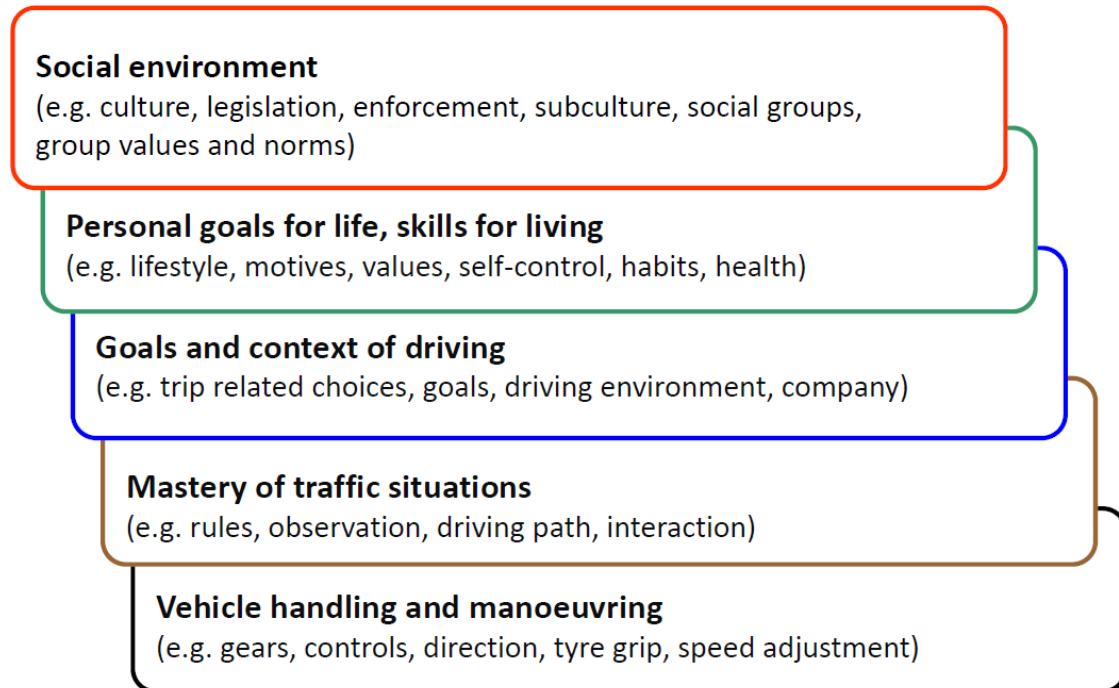 Social environment
(e.g. culture, legislation, enforcement, subculture, social groups,
group values and norms)
Personal goals for life, skills for living
(e.g. lifestyle, motives, values, self-control, habits, health)
Goals and context of driving
(e.g. trip related choices, goals, driving environment, company)
Mastery of traffic situations
(e.g. rules, observation, driving path, interaction)
Vehicle handling and manoeuvring
(e.g. gears, controls, direction, tyre grip, speed adjustment)